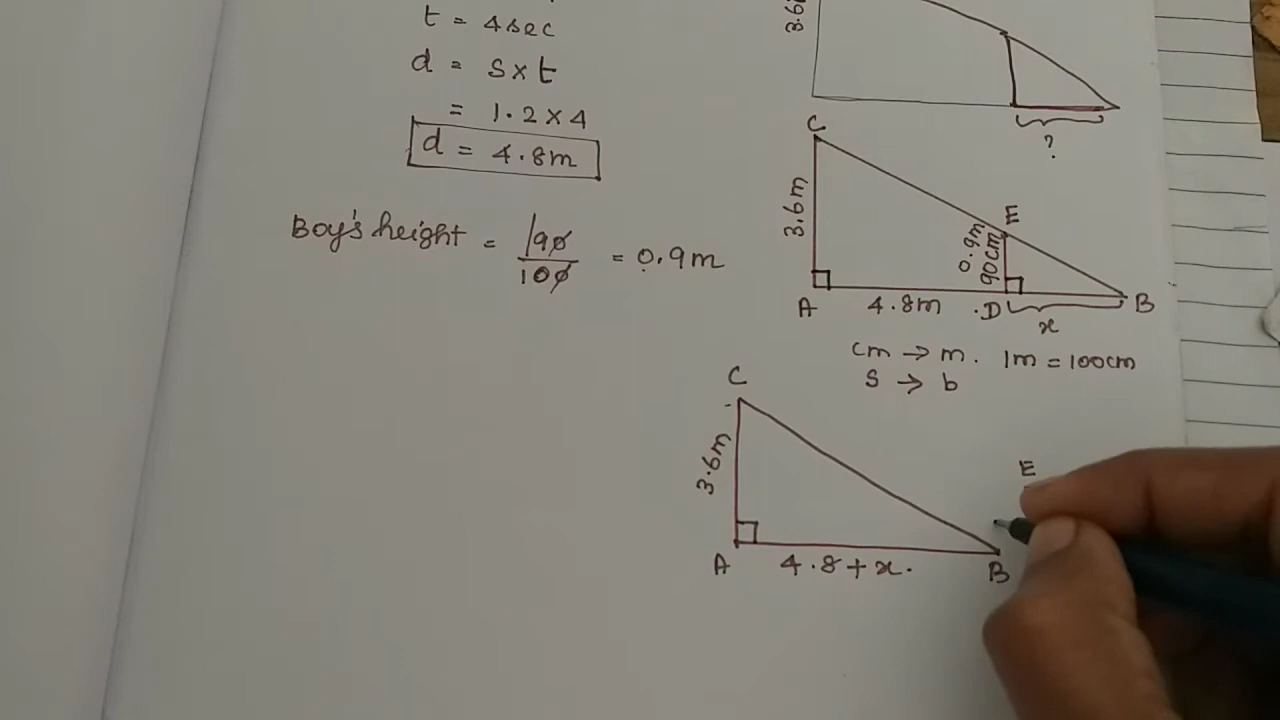 t = 4sec
d = s x t
= 1.2 x 4
d = 4.8m
Boy's height = 90/100 = 0.9m
3.6
?
C
3.6m
E
0.9m
90cm
A 4.8m .D B
x
cm → m. 1m = 100cm
s → b
C
3.6m
A 4.8+x. B
E